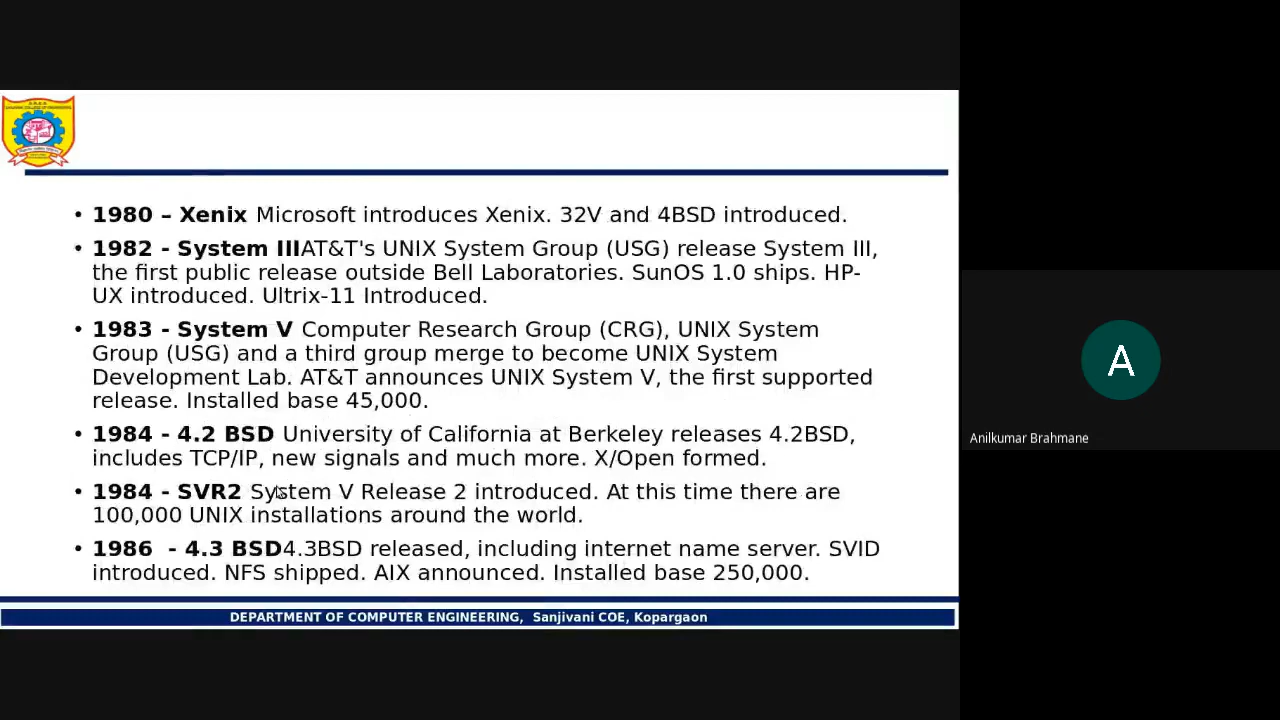 • 1980 – Xenix Microsoft introduces Xenix. 32V and 4BSD introduced.
• 1982 - System IIIAT&T's UNIX System Group (USG) release System III,
the first public release outside Bell Laboratories. SunOS 1.0 ships. HP-
UX introduced. Ultrix-11 Introduced.
• 1983 - System V Computer Research Group (CRG), UNIX System
Group (USG) and a third group merge to become UNIX System
Development Lab. AT&T announces UNIX System V, the first supported
release. Installed base 45,000.
• 1984 - 4.2 BSD University of California at Berkeley releases 4.2BSD,
includes TCP/IP, new signals and much more. X/Open formed.
• 1984 - SVR2 System V Release 2 introduced. At this time there are
100,000 UNIX installations around the world.
• 1986  - 4.3 BSD4.3BSD released, including internet name server. SVID
introduced. NFS shipped. AIX announced. Installed base 250,000.
DEPARTMENT OF COMPUTER ENGINEERING,  Sanjivani COE, Kopargaon
A
Anilkumar Brahmane